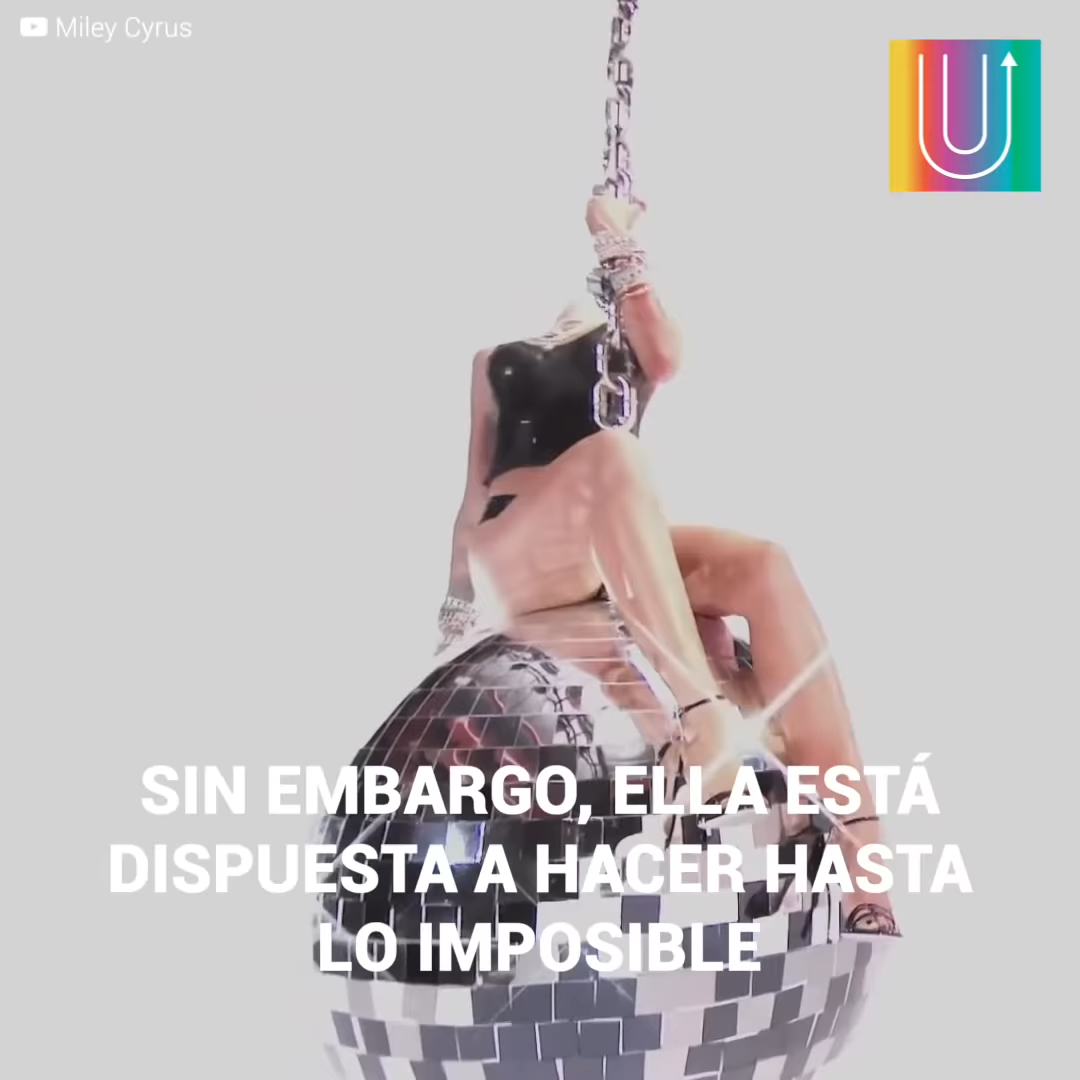 Miley Cyrus
U
SIN EMBARGO, ELLA ESTÁ
DISPUESTA A HACER HASTA
LO IMPOSIBLE